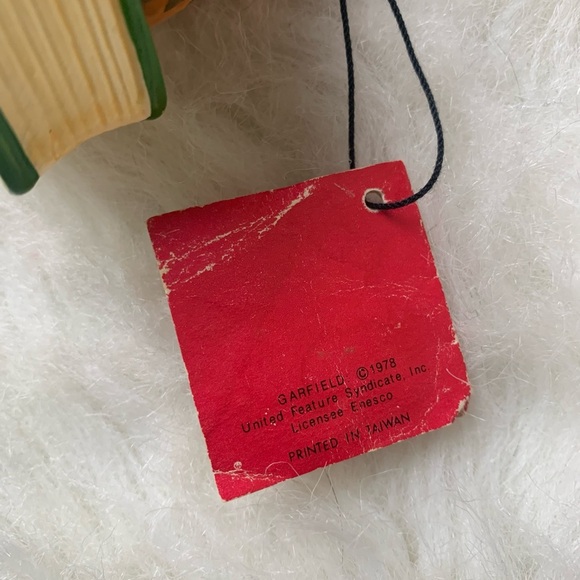 GARFIELD: ©1978
United Feature Syndicate, Inc.
Licensee Enesco
PRINTED IN TAIWAN